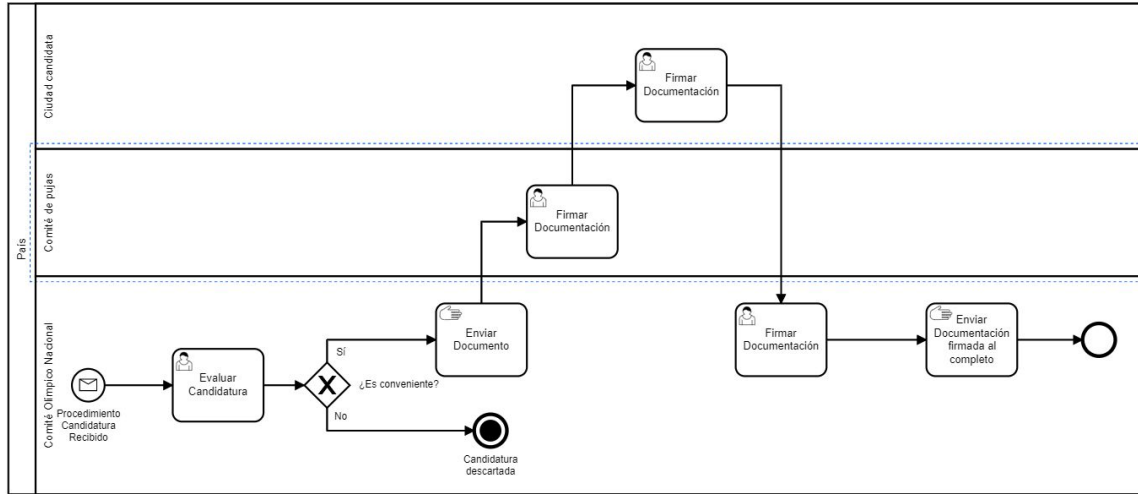 País
Ciudad candidata
Firmar
Documentación
Comité de pujas
Firmar
Documentación
Comité Olímpico Nacional
Procedimiento
Candidatura
Recibido
Evaluar
Candidatura
¿Es conveniente?
Sí
No
Enviar
Documento
Candidatura
descartada
Firmar
Documentación
Enviar
Documentación
firmada al
completo